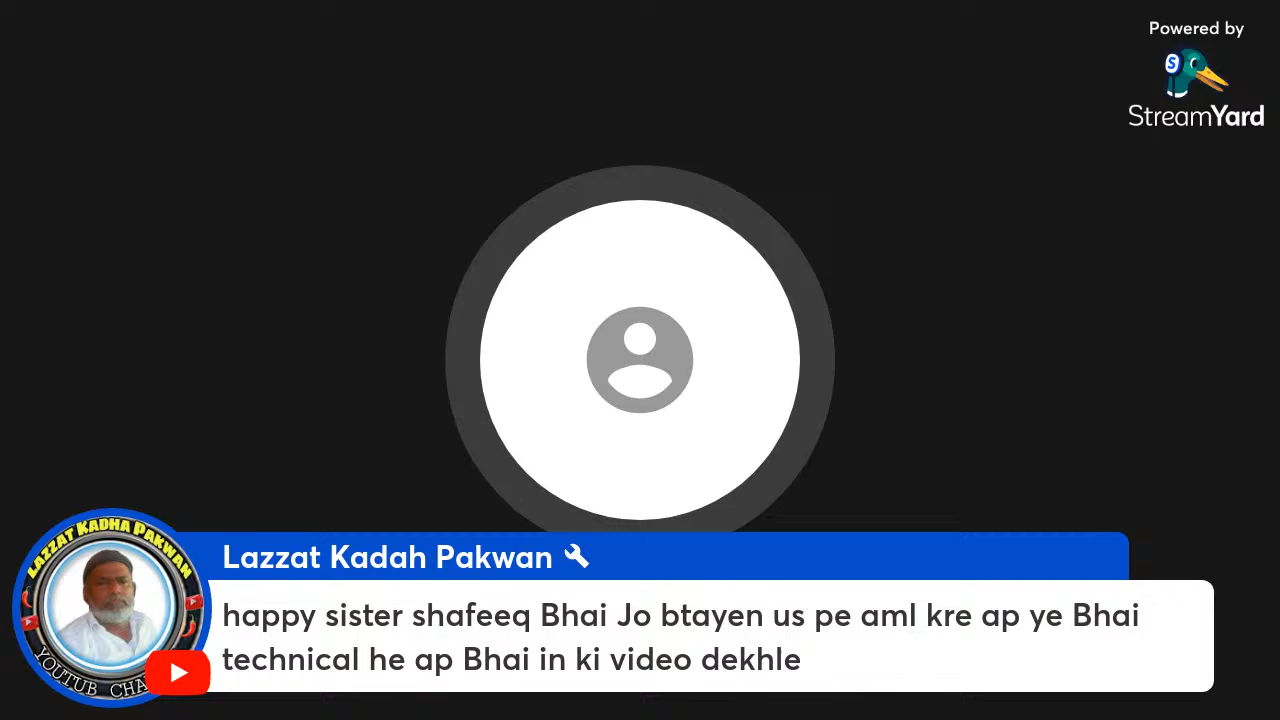 Powered by
S
StreamYard
LAZZAT KADHA PAKWAN
Lazzat Kadah Pakwan
happy sister shafeeq Bhai Jo btayen us pe aml kre ap ye Bhai
technical he ap Bhai in ki video dekhle
YOUTUB CHA